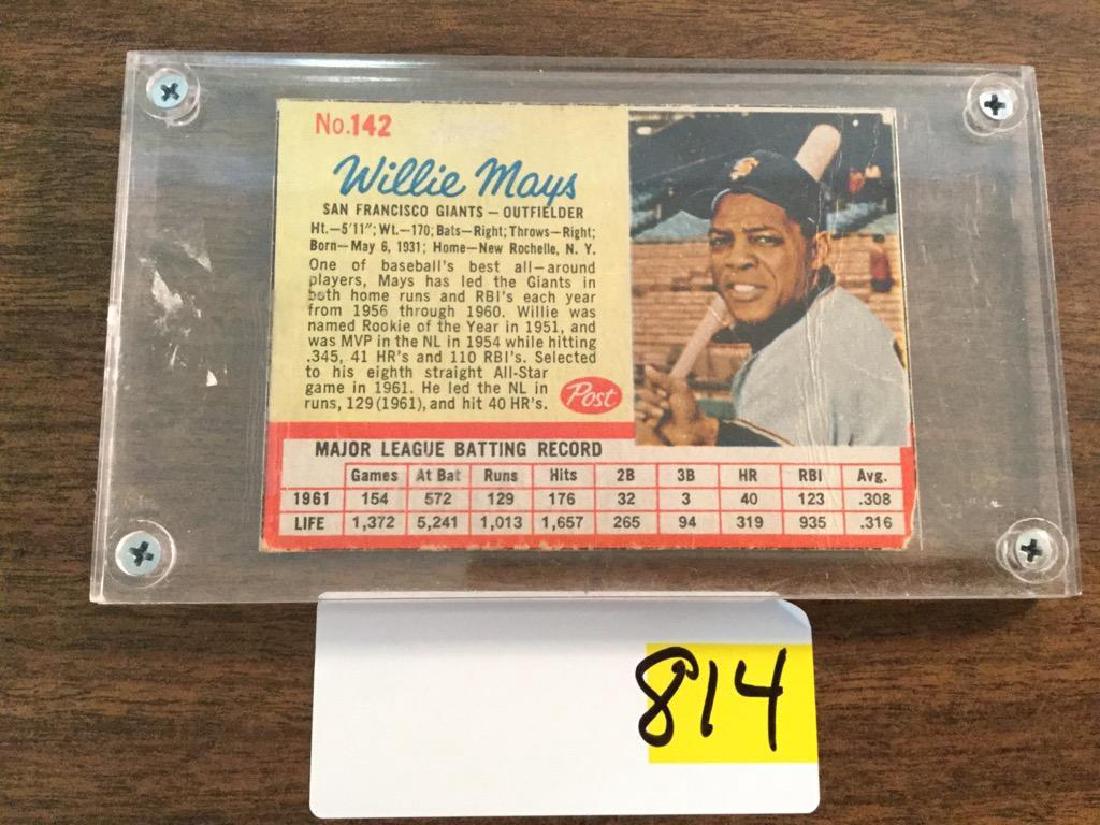 No.142
Willie Mays
SAN FRANCISCO GIANTS – OUTFIELDER
Ht.—5'11"; Wt.—170; Bats—Right; Throws—Right;
Born—May 6, 1931; Home—New Rochelle, N. Y.
One of baseball's best all–around
players, Mays has led the Giants in
both home runs and RBI's each year
from 1956 through 1960. Willie was
named Rookie of the Year in 1951, and
was MVP in the NL in 1954 while hitting
.345, 41 HR's and 110 RBI's. Selected
to his eighth straight All-Star
game in 1961. He led the NL in
runs, 129 (1961), and hit 40 HR's.
Post
MAJOR LEAGUE BATTING RECORD
Games At Bat Runs Hits 2B 3B HR RBI Avg.
1961 154 572 129 176 32 3 40 123 .308
LIFE 1,372 5,241 1,013 1,657 265 94 319 935 .316
814